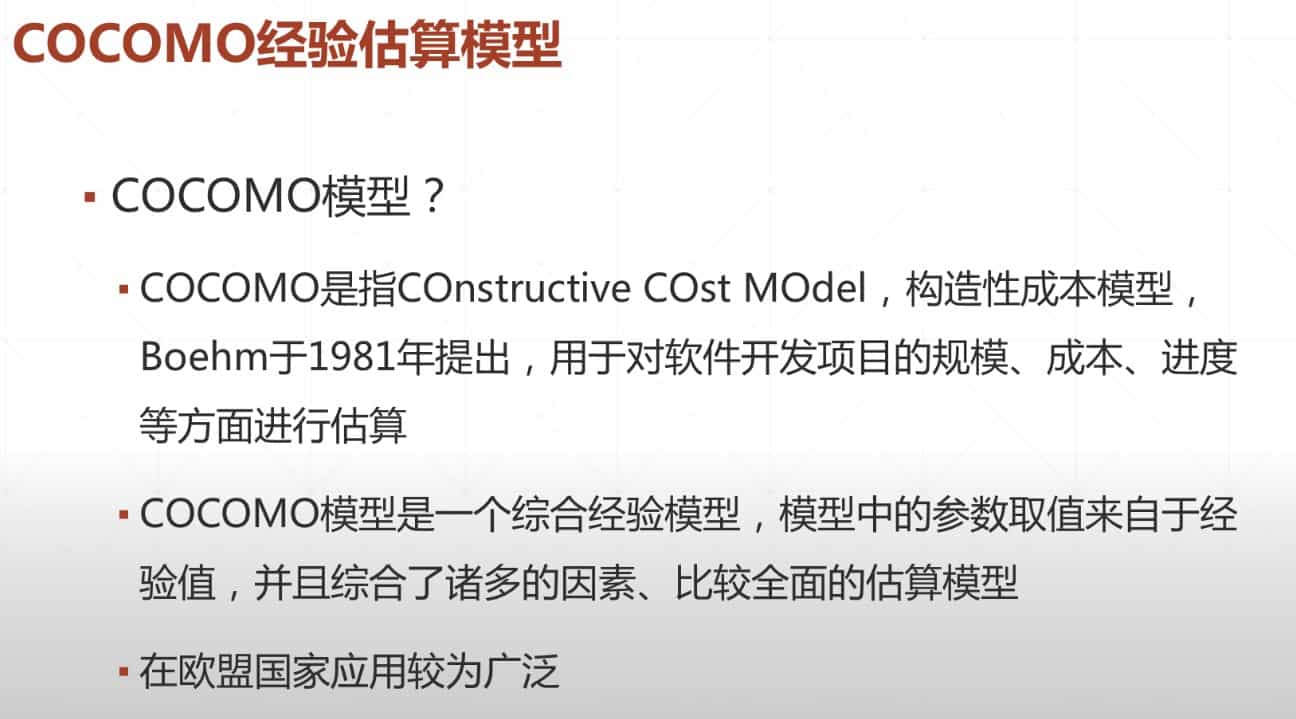 COCOMO经验估算模型
▪ COCOMO模型？
▪ COCOMO是指COnstructive COst MOdel，构造性成本模型，
Boehm于1981年提出，用于对软件开发项目的规模、成本、进度
等方面进行估算
▪ COCOMO模型是一个综合经验模型，模型中的参数取值来自于经
验值，并且综合了诸多的因素、比较全面的估算模型
▪ 在欧盟国家应用较为广泛